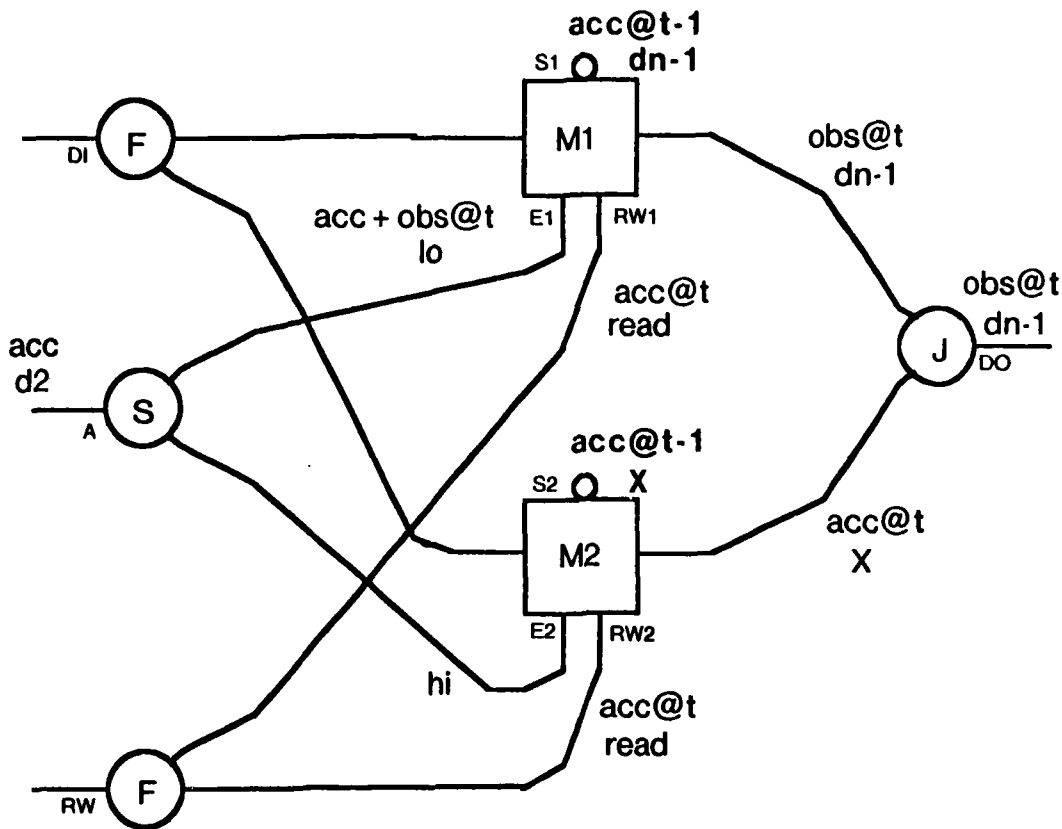 acc@t-1
S1
dn-1
F
DI
M1
obs@t
dn-1
acc + obs@t
lo
E1
RW1
acc@t
read
obs@t
dn-1
J
DO
acc
d2
S
A
acc@t-1
S2
X
M2
acc@t
X
E2
RW2
hi
acc@t
read
F
RW